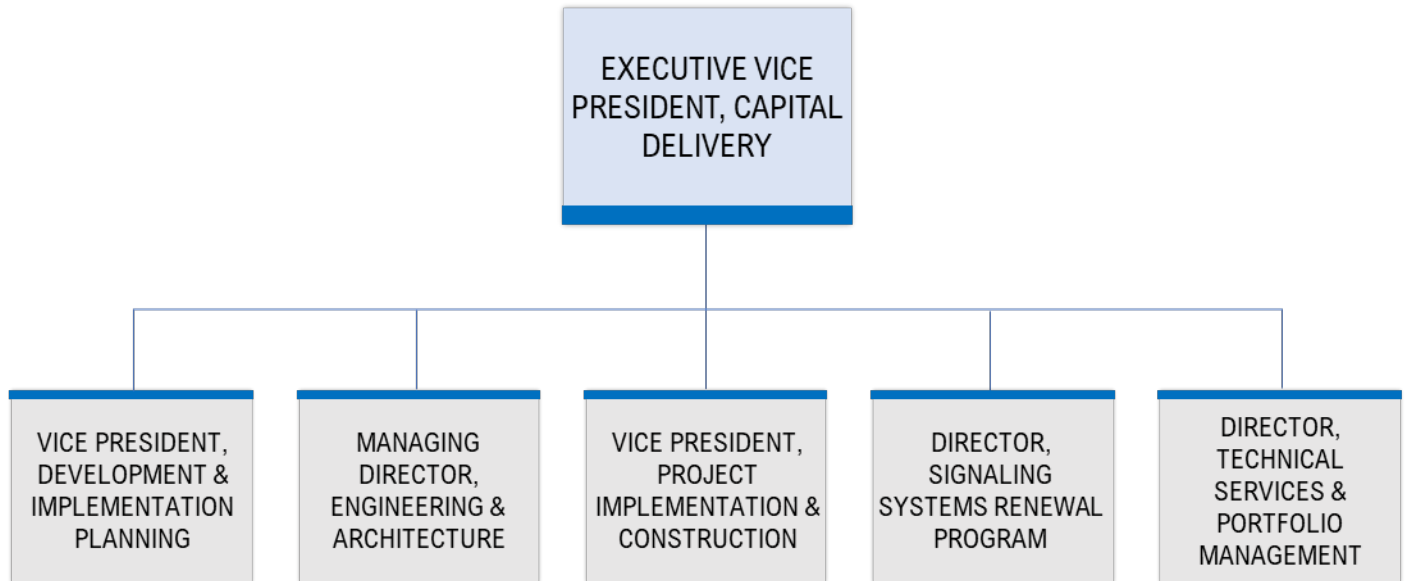 EXECUTIVE VICE
PRESIDENT, CAPITAL
DELIVERY
VICE PRESIDENT,
DEVELOPMENT &
IMPLEMENTATION
PLANNING
MANAGING
DIRECTOR,
ENGINEERING &
ARCHITECTURE
VICE PRESIDENT,
PROJECT
IMPLEMENTATION &
CONSTRUCTION
DIRECTOR,
SIGNALING
SYSTEMS RENEWAL
PROGRAM
DIRECTOR,
TECHNICAL
SERVICES &
PORTFOLIO
MANAGEMENT